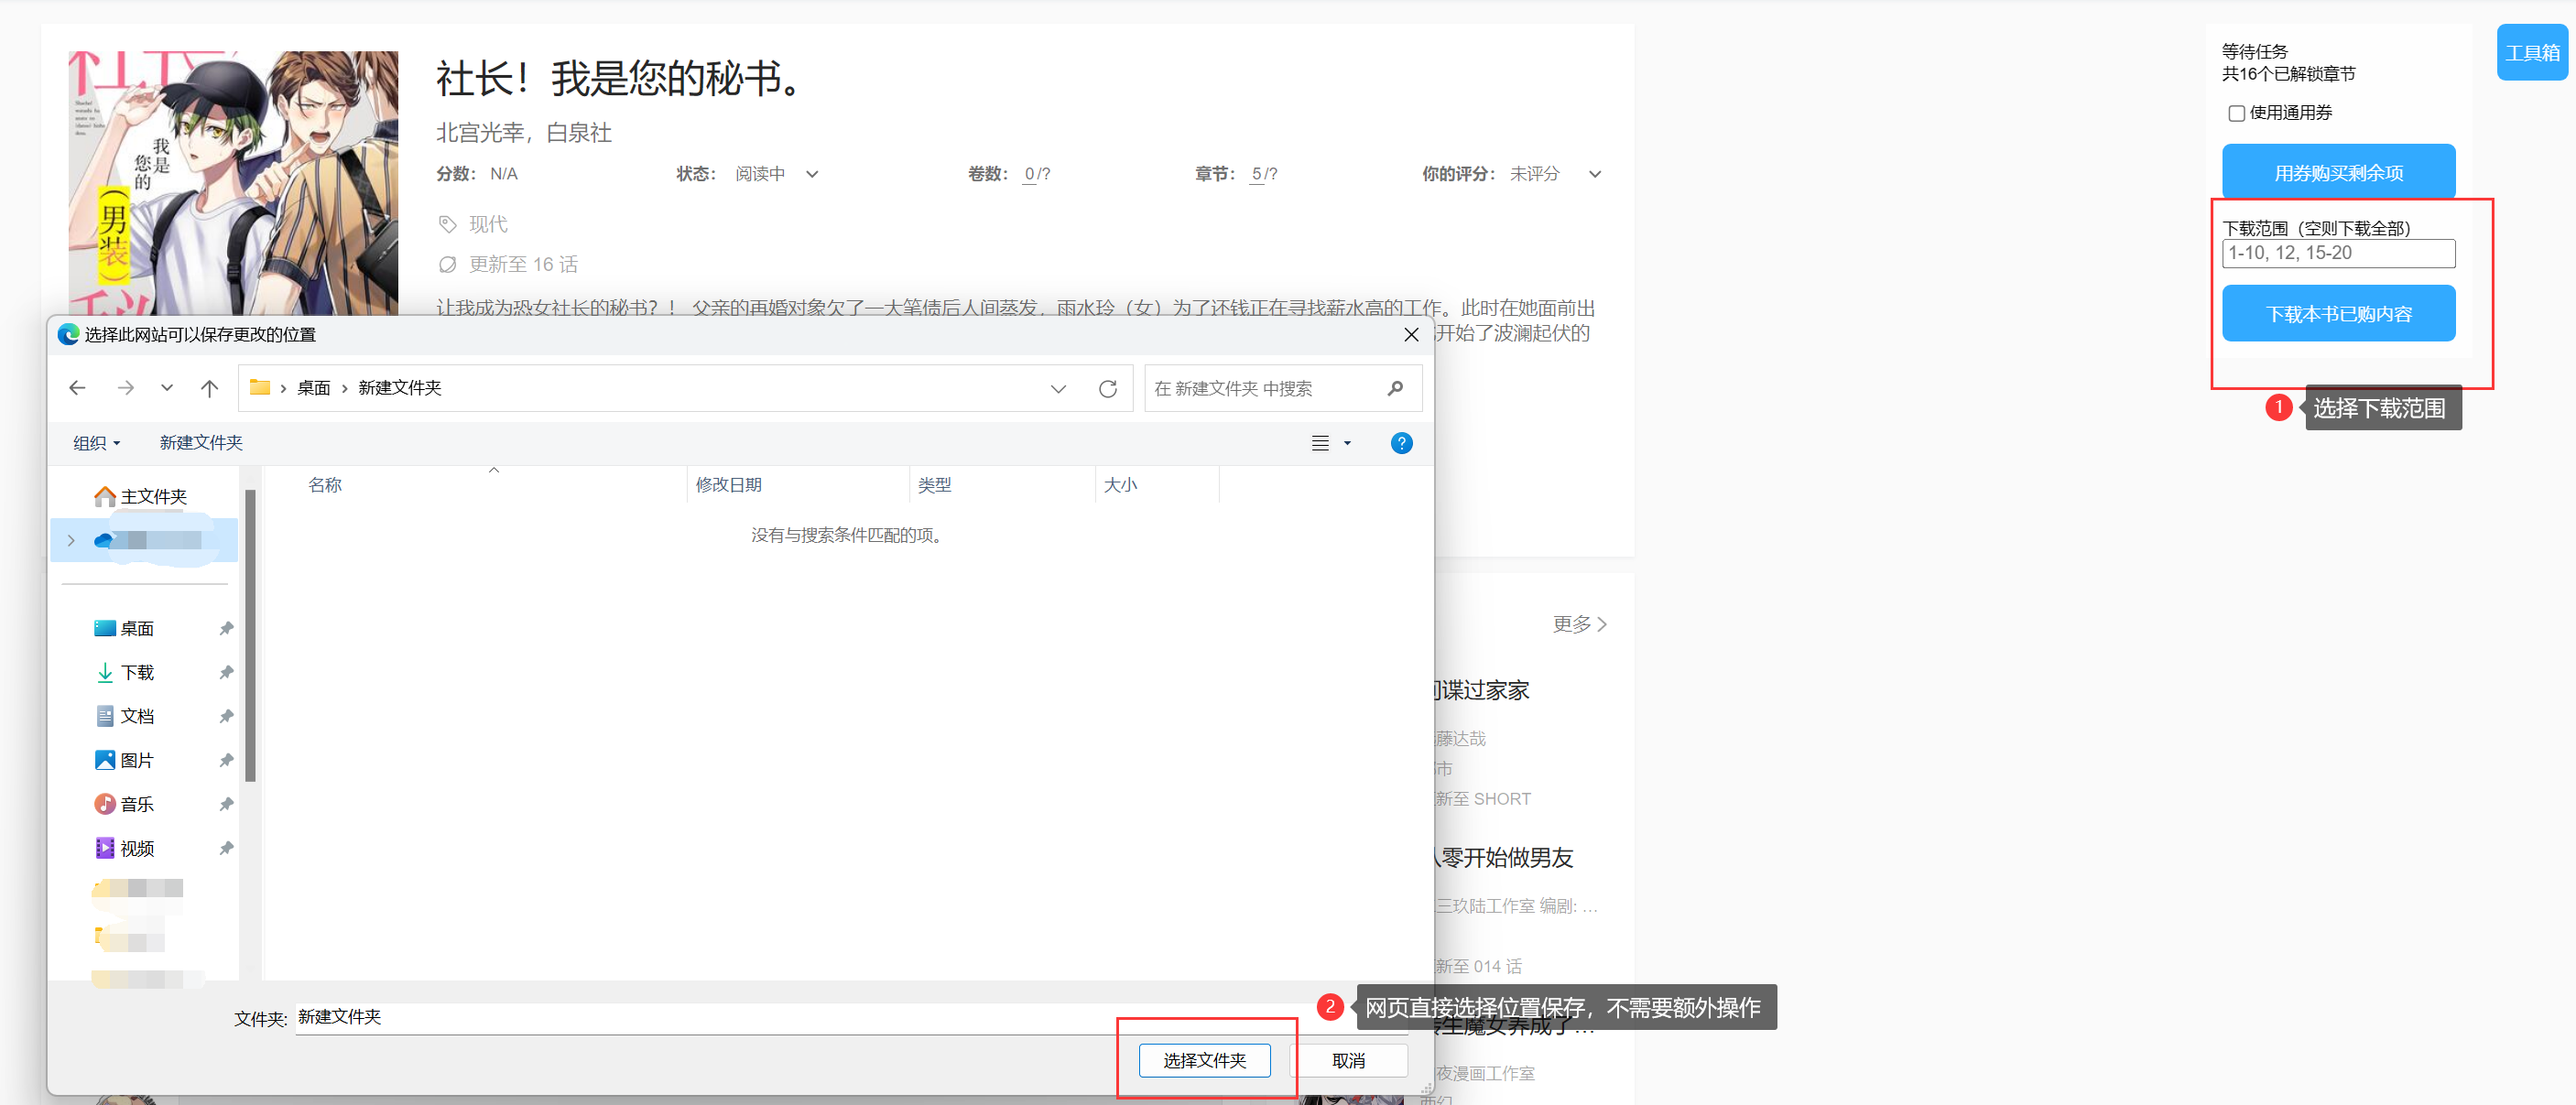 社长！我是您的秘书。
北宫光幸，白泉社
分数： N/A 状态： 阅读中 卷数： 0/? 章节： 5/? 你的评分： 未评分
现代
更新至 16 话
让我成为恐女社长的秘书？！ 父亲的再婚对象欠了一大笔债后人间蒸发，雨水玲（女）为了还钱正在寻找薪水高的工作。此时在她面前出
开始了波澜起伏的
我是
您的
（男装）
等待任务
共16个已解锁章节
使用通用券
用券购买剩余项
下载范围（空则下载全部）
1-10, 12, 15-20
下载本书已购内容
工具箱
1 选择下载范围
选择此网站可以保存更改的位置
桌面 › 新建文件夹
在 新建文件夹 中搜索
组织 新建文件夹
名称 修改日期 类型 大小
没有与搜索条件匹配的项。
主文件夹
桌面
下载
文档
图片
音乐
视频
文件夹: 新建文件夹
选择文件夹 取消
2 网页直接选择位置保存，不需要额外操作
更多
谍过家家
藤达哉
市
新至 SHORT
零开始做男友
三玖陆工作室 编剧: …
新至 014 话
生魔女养成了…
夜漫画工作室